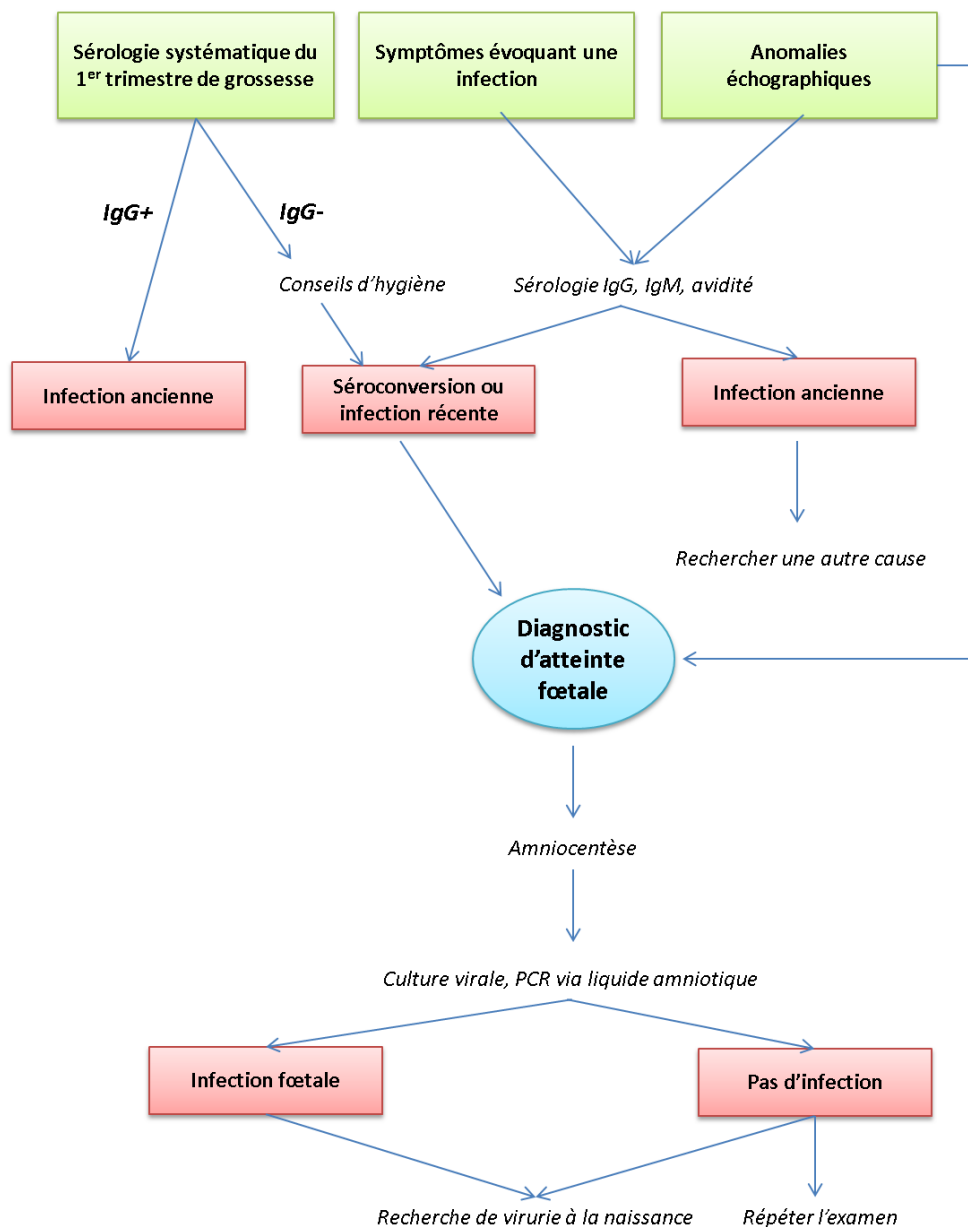 Sérologie systématique du
1er trimestre de grossesse
Symptômes évoquant une
infection
Anomalies
échographiques
IgG+
IgG-
Conseils d'hygiène
Sérologie IgG, IgM, avidité
Infection ancienne
Séroconversion ou
infection récente
Infection ancienne
Rechercher une autre cause
Diagnostic
d'atteinte
fœtale
Amniocentèse
Culture virale, PCR via liquide amniotique
Infection fœtale
Pas d'infection
Recherche de virurie à la naissance
Répéter l'examen